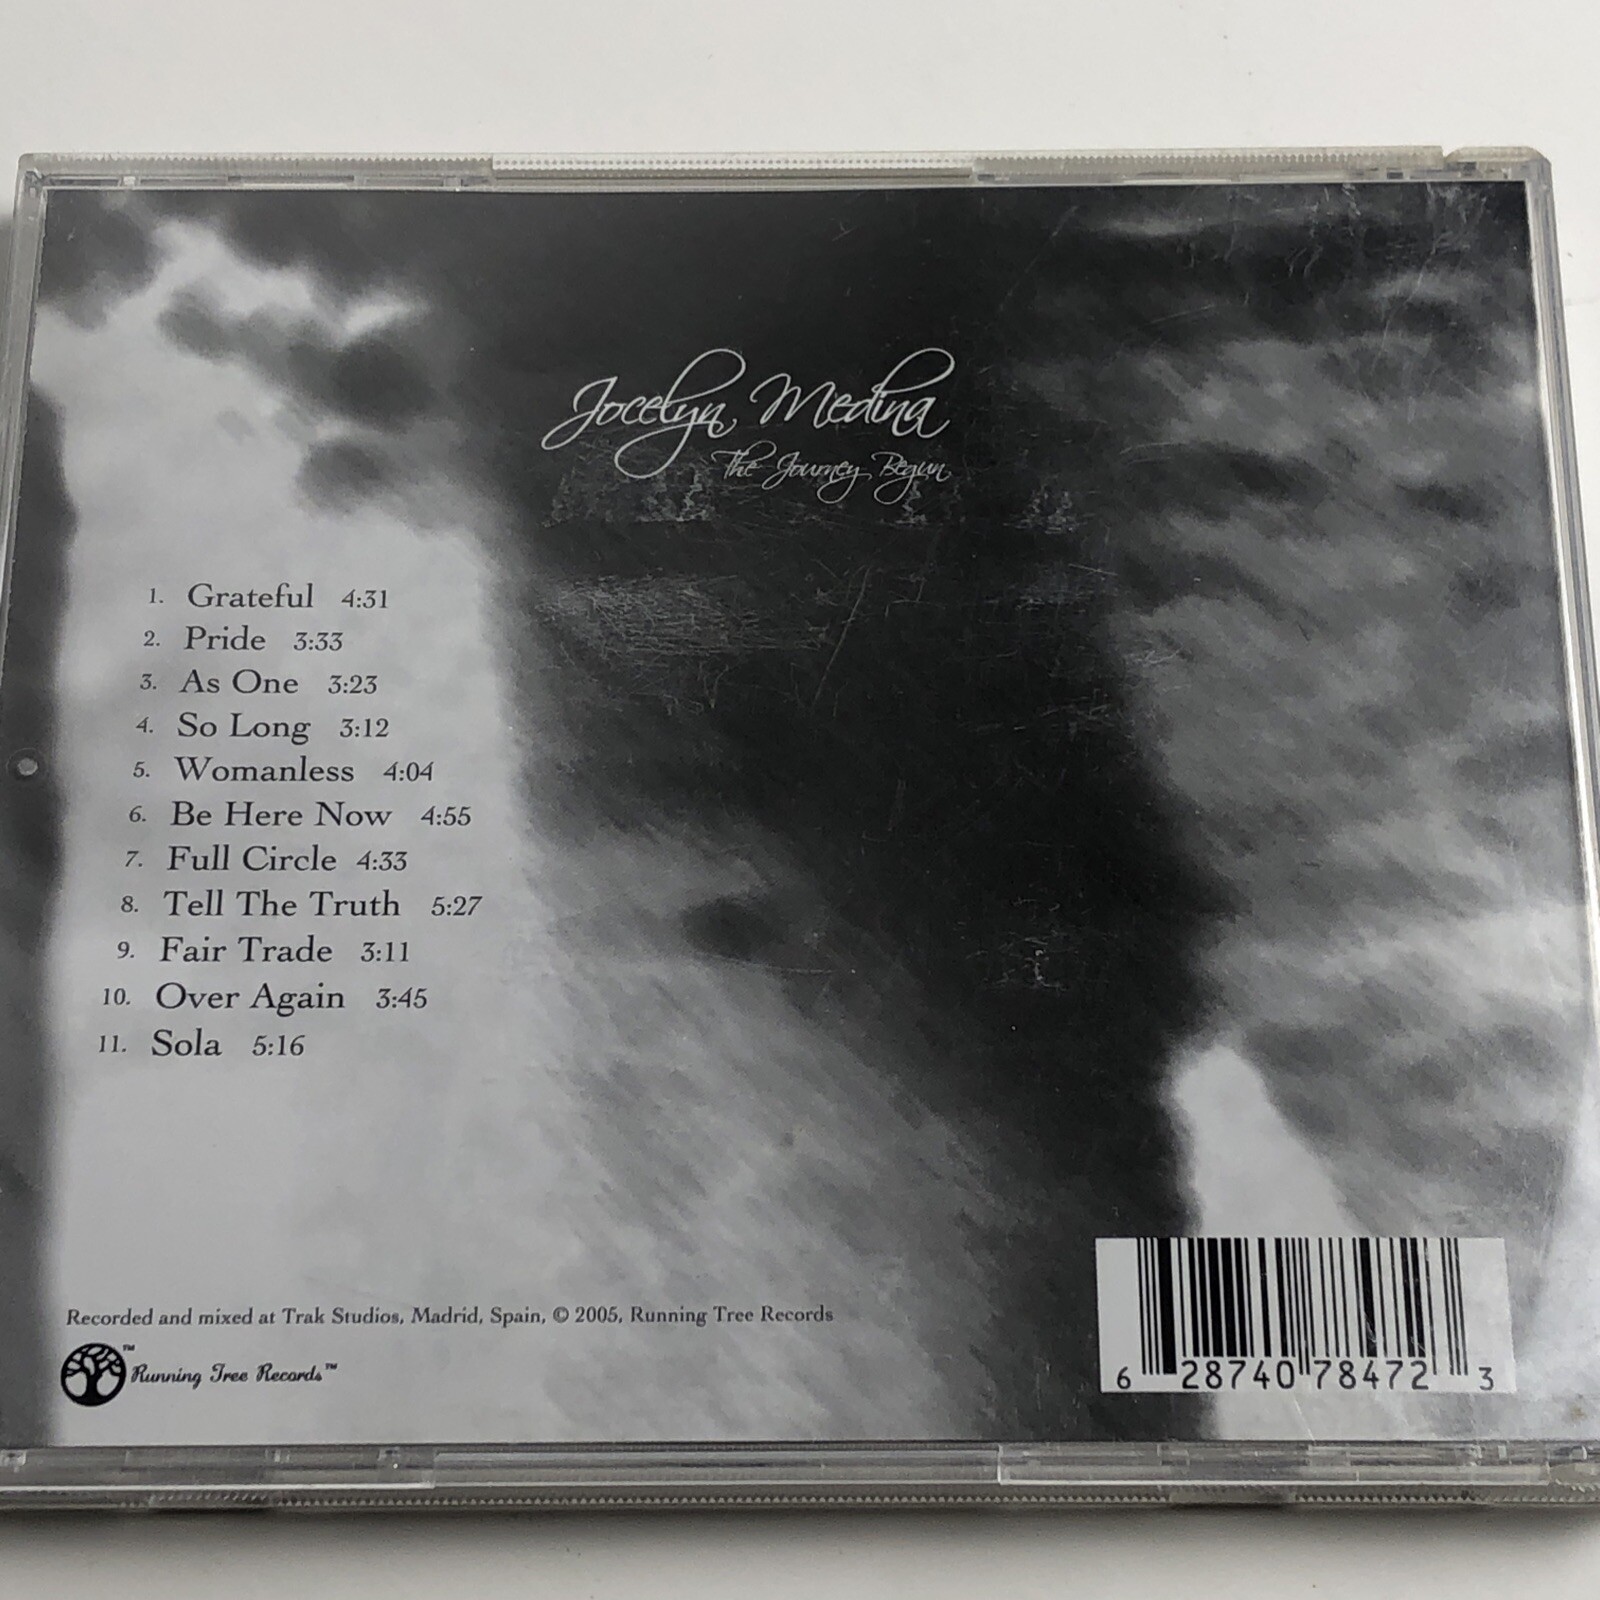 Jocelyn Medina
The Journey Begun
1. Grateful 4:31
2. Pride 3:33
3. As One 3:23
4. So Long 3:12
5. Womanless 4:04
6. Be Here Now 4:55
7. Full Circle 4:33
8. Tell The Truth 5:27
9. Fair Trade 3:11
10. Over Again 3:45
11. Sola 5:16
Recorded and mixed at Trak Studios, Madrid, Spain, © 2005, Running Tree Records
™ Running Tree Records™
6 28740 78472 3